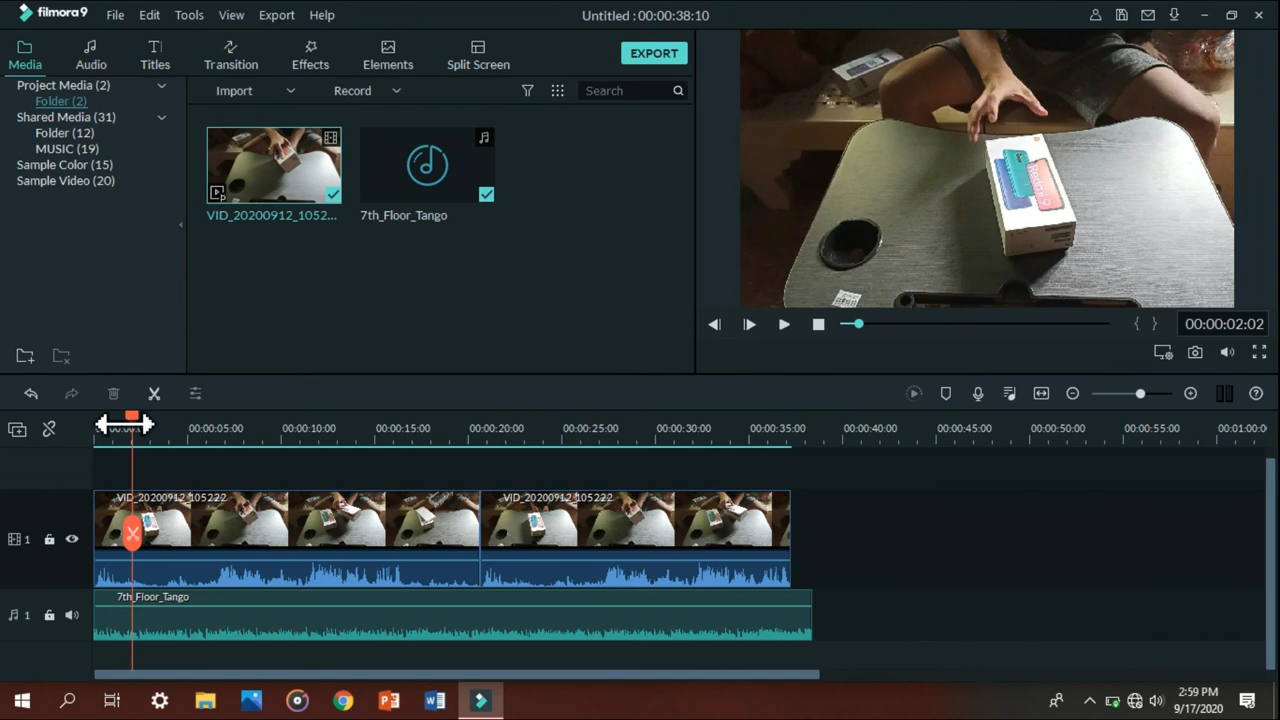 filmora9 File Edit Tools View Export Help Untitled : 00:00:38:10
Media Audio Titles Transition Effects Elements Split Screen EXPORT
Project Media (2)
Folder (2)
Shared Media (31)
Folder (12)
MUSIC (19)
Sample Color (15)
Sample Video (20)
Import Record Search
VID_20200912_1052... 7th_Floor_Tango
Redmi 9
00:00:02:02
00:00:05:00 00:00:10:00 00:00:15:00 00:00:20:00 00:00:25:00 00:00:30:00 00:00:35:00 00:00:40:00 00:00:45:00 00:00:50:00 00:00:55:00 00:01:00:0
VID_20200912_105222 VID_20200912_105222
1
7th_Floor_Tango
1
2:59 PM
9/17/2020